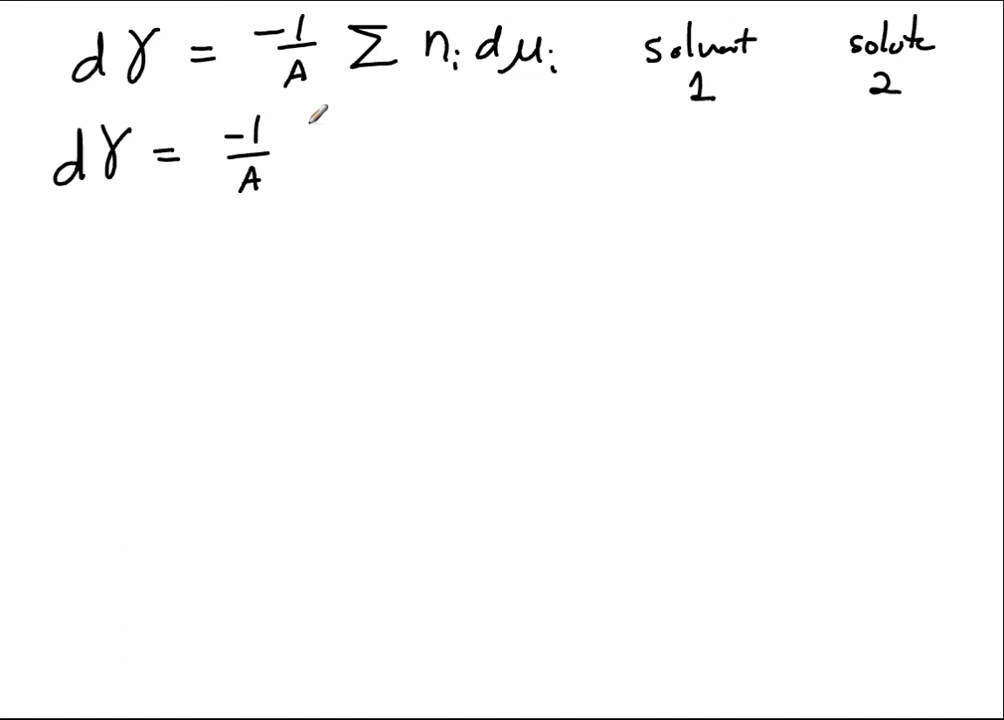 dγ = -1/A Σ nᵢ dμᵢ solvent solute
1 2
dγ = -1/A